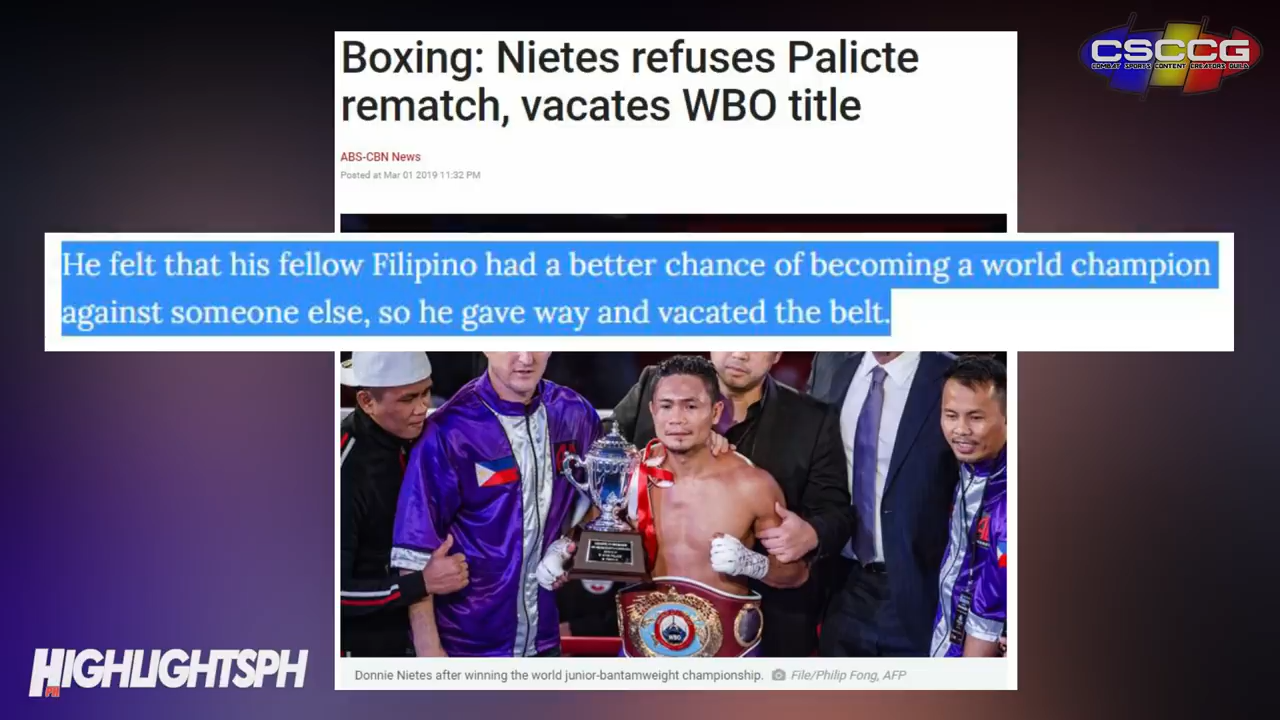 Boxing: Nietes refuses Palicte
rematch, vacates WBO title
CSCCG
COMBAT SPORTS CONTENT CREATORS GUILD
ABS-CBN News
Posted at Mar 01 2019 11:32 PM
He felt that his fellow Filipino had a better chance of becoming a world champion
against someone else, so he gave way and vacated the belt.
WBO
Donnie Nietes after winning the world junior-bantamweight championship. File/Philip Fong, AFP
HIGHLIGHTSPH
PH